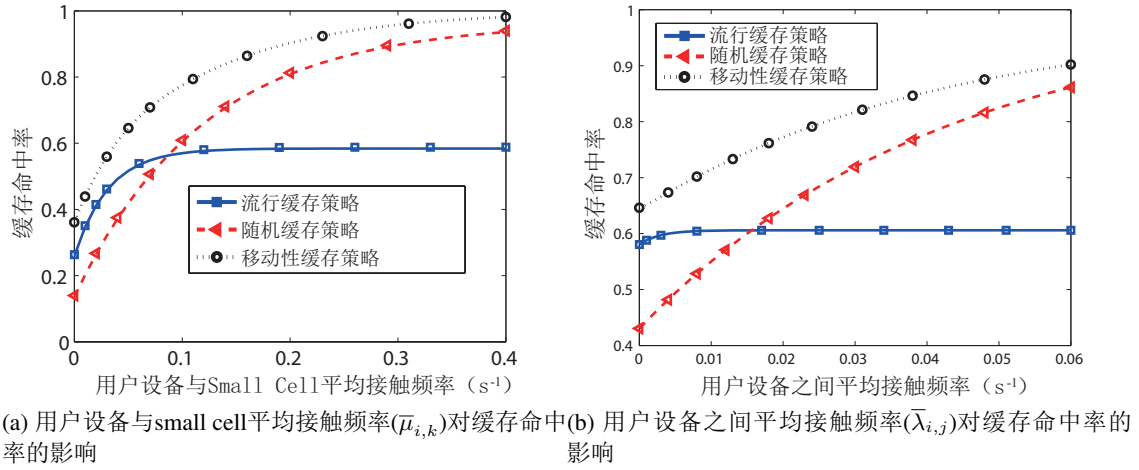 1
0.8
0.6
0.4
0.2
0
缓存命中率
流行缓存策略
随机缓存策略
移动性缓存策略
0 0.1 0.2 0.3 0.4
用户设备与Small Cell平均接触频率（s⁻¹）
1
0.9
0.8
0.7
0.6
0.5
0.4
缓存命中率
流行缓存策略
随机缓存策略
移动性缓存策略
0 0.01 0.02 0.03 0.04 0.05 0.06
用户设备之间平均接触频率（s⁻¹）
(a) 用户设备与small cell平均接触频率(μ̅ᵢ,ₖ)对缓存命中
率的影响
(b) 用户设备之间平均接触频率(λ̅ᵢ,ⱼ)对缓存命中率的
影响